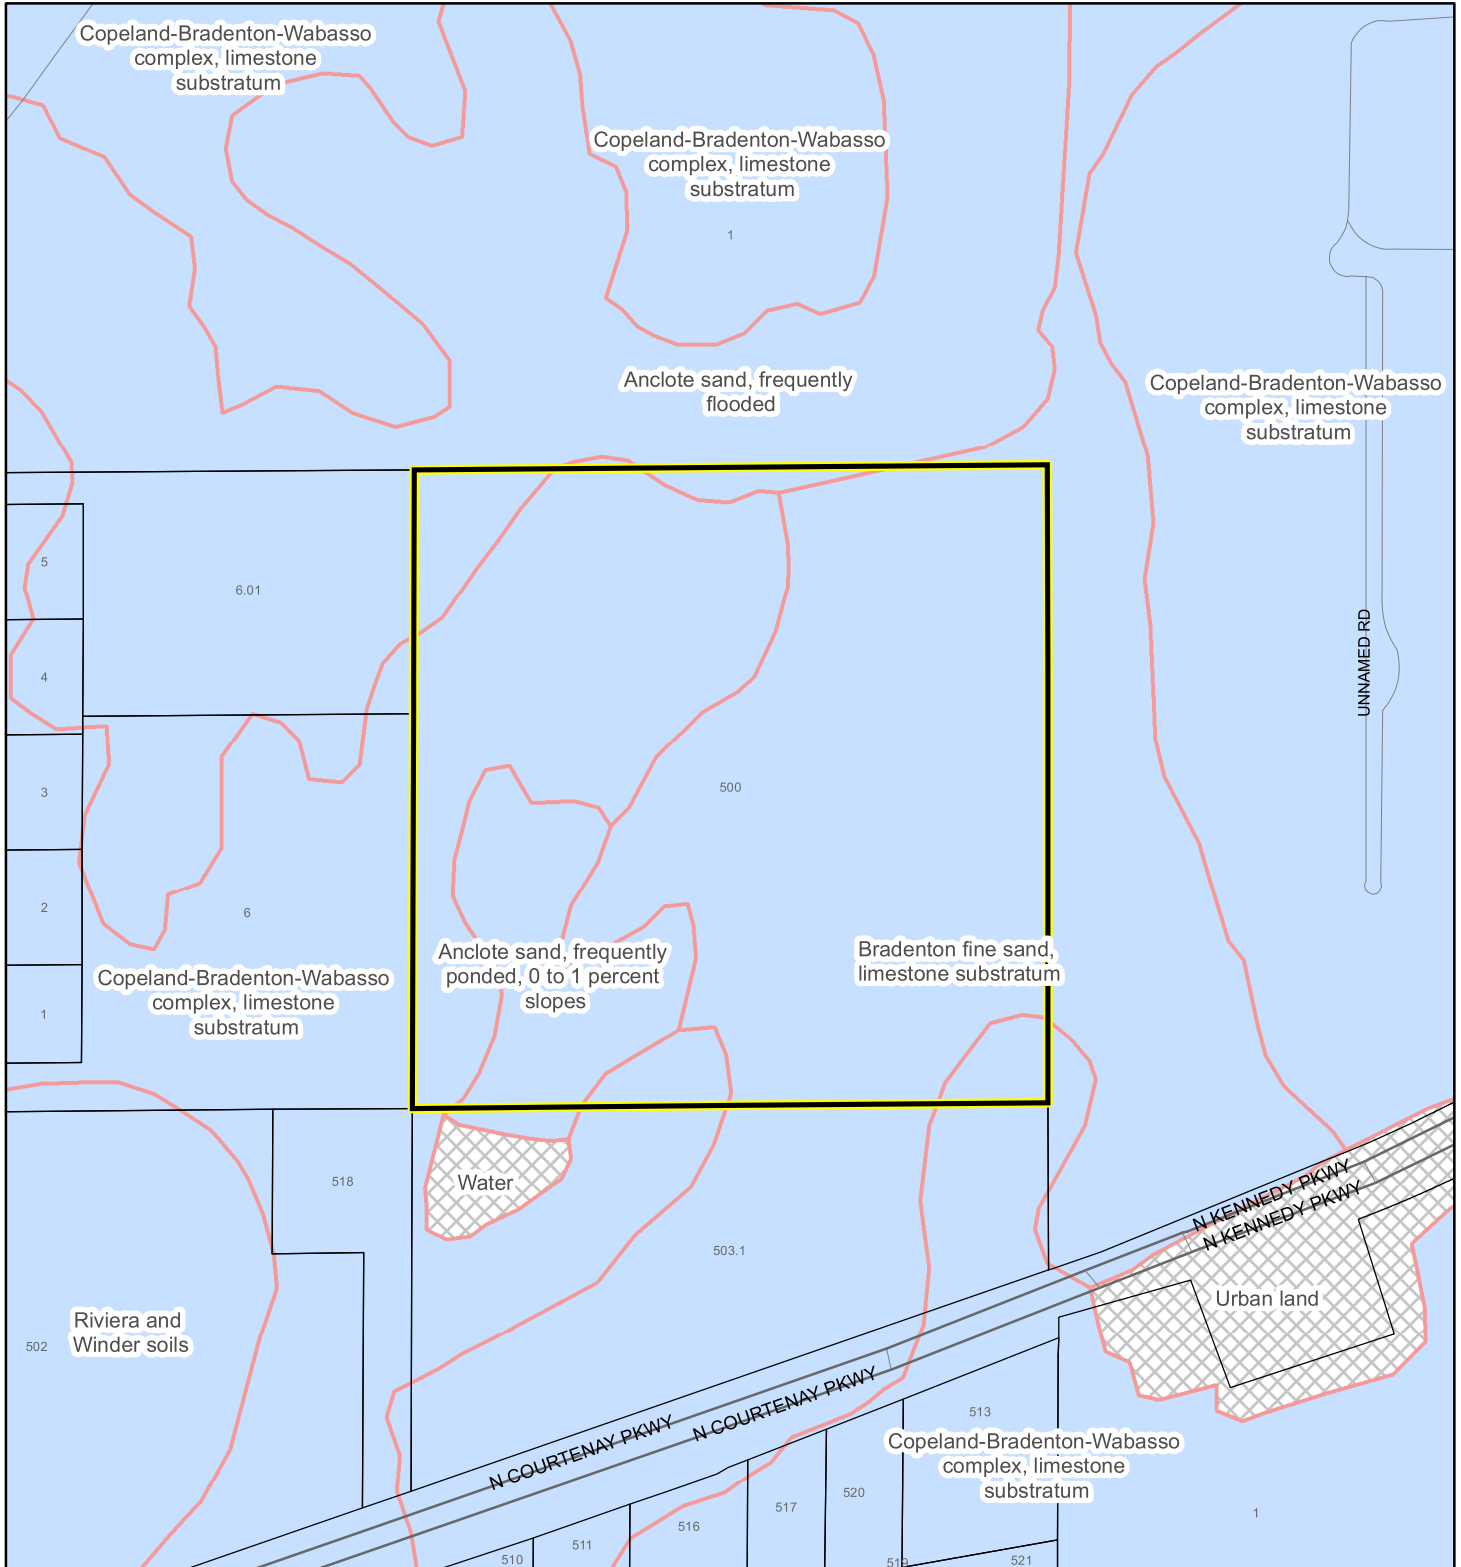 Copeland-Bradenton-Wabasso
complex, limestone
substratum
Copeland-Bradenton-Wabasso
complex, limestone
substratum
1
Anclote sand, frequently
flooded
Copeland-Bradenton-Wabasso
complex, limestone
substratum
5
6.01
UNNAMED RD
4
3
500
2
6
Anclote sand, frequently
ponded, 0 to 1 percent
slopes
Bradenton fine sand,
limestone substratum
Copeland-Bradenton-Wabasso
complex, limestone
substratum
1
518
Water
N KENNEDY PKWY
N KENNEDY PKWY
503.1
Urban land
Riviera and
Winder soils
502
N COURTENAY PKWY
N COURTENAY PKWY
513
Copeland-Bradenton-Wabasso
complex, limestone
substratum
520
517
1
516
511
510
519
521